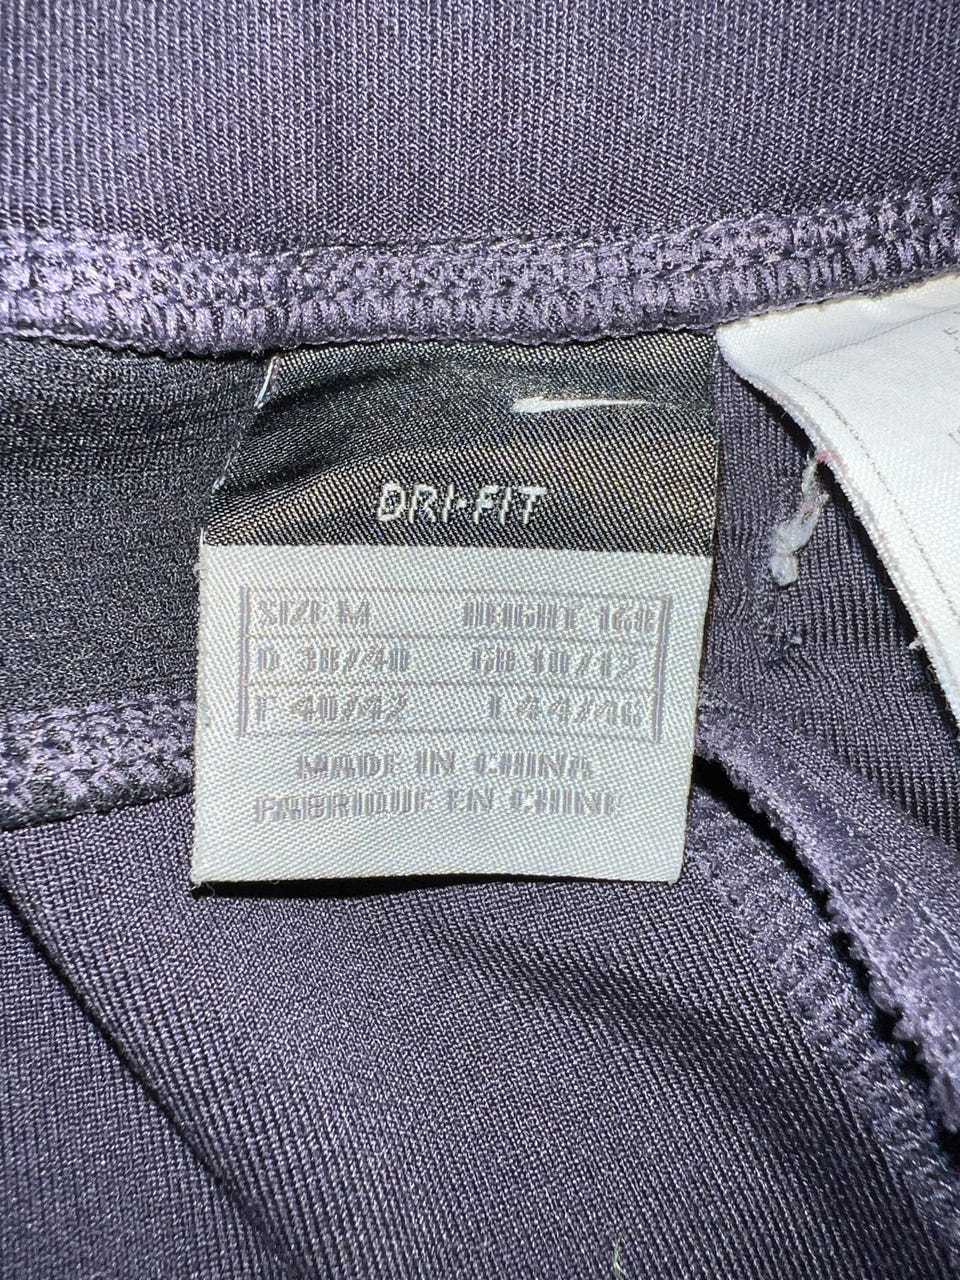 DRI-FIT
SIZE M HEIGHT 168
D 38/40 GB 10/12
F 40/42 I 44/46
MADE IN CHINA
FABRIQUE EN CHINE